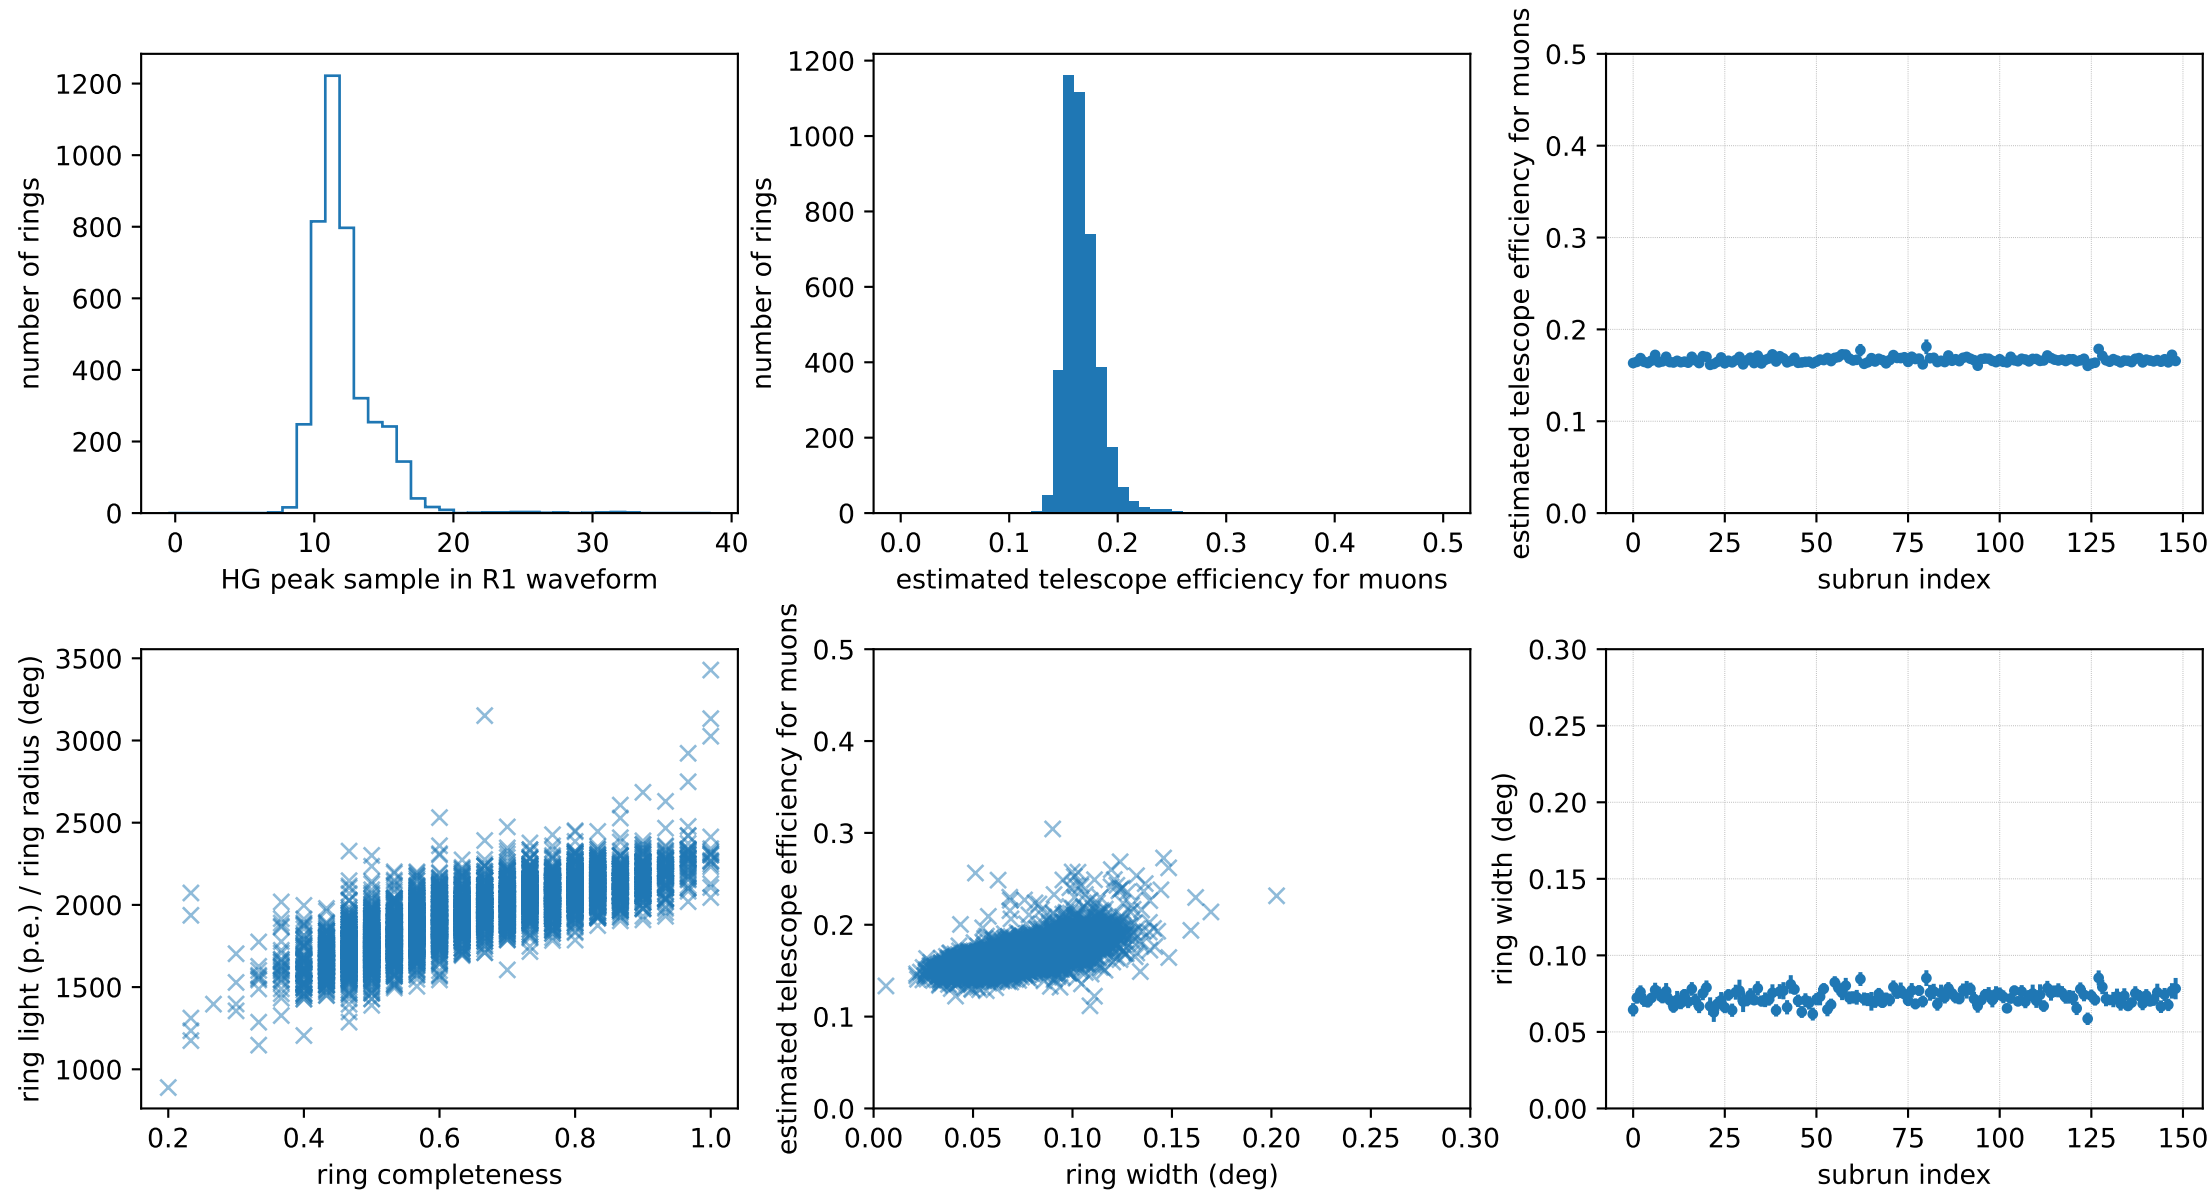 number of rings
1200
1000
800
600
400
200
0
0 10 20 30 40
HG peak sample in R1 waveform
number of rings
1200
1000
800
600
400
200
0
0.0 0.1 0.2 0.3 0.4 0.5
estimated telescope efficiency for muons
estimated telescope efficiency for muons
0.5
0.4
0.3
0.2
0.1
0.0
0 25 50 75 100 125 150
subrun index
ring light (p.e.) / ring radius (deg)
3500
3000
2500
2000
1500
1000
0.2 0.4 0.6 0.8 1.0
ring completeness
estimated telescope efficiency for muons
0.5
0.4
0.3
0.2
0.1
0.0
0.00 0.05 0.10 0.15 0.20 0.25 0.30
ring width (deg)
ring width (deg)
0.30
0.25
0.20
0.15
0.10
0.05
0.00
0 25 50 75 100 125 150
subrun index